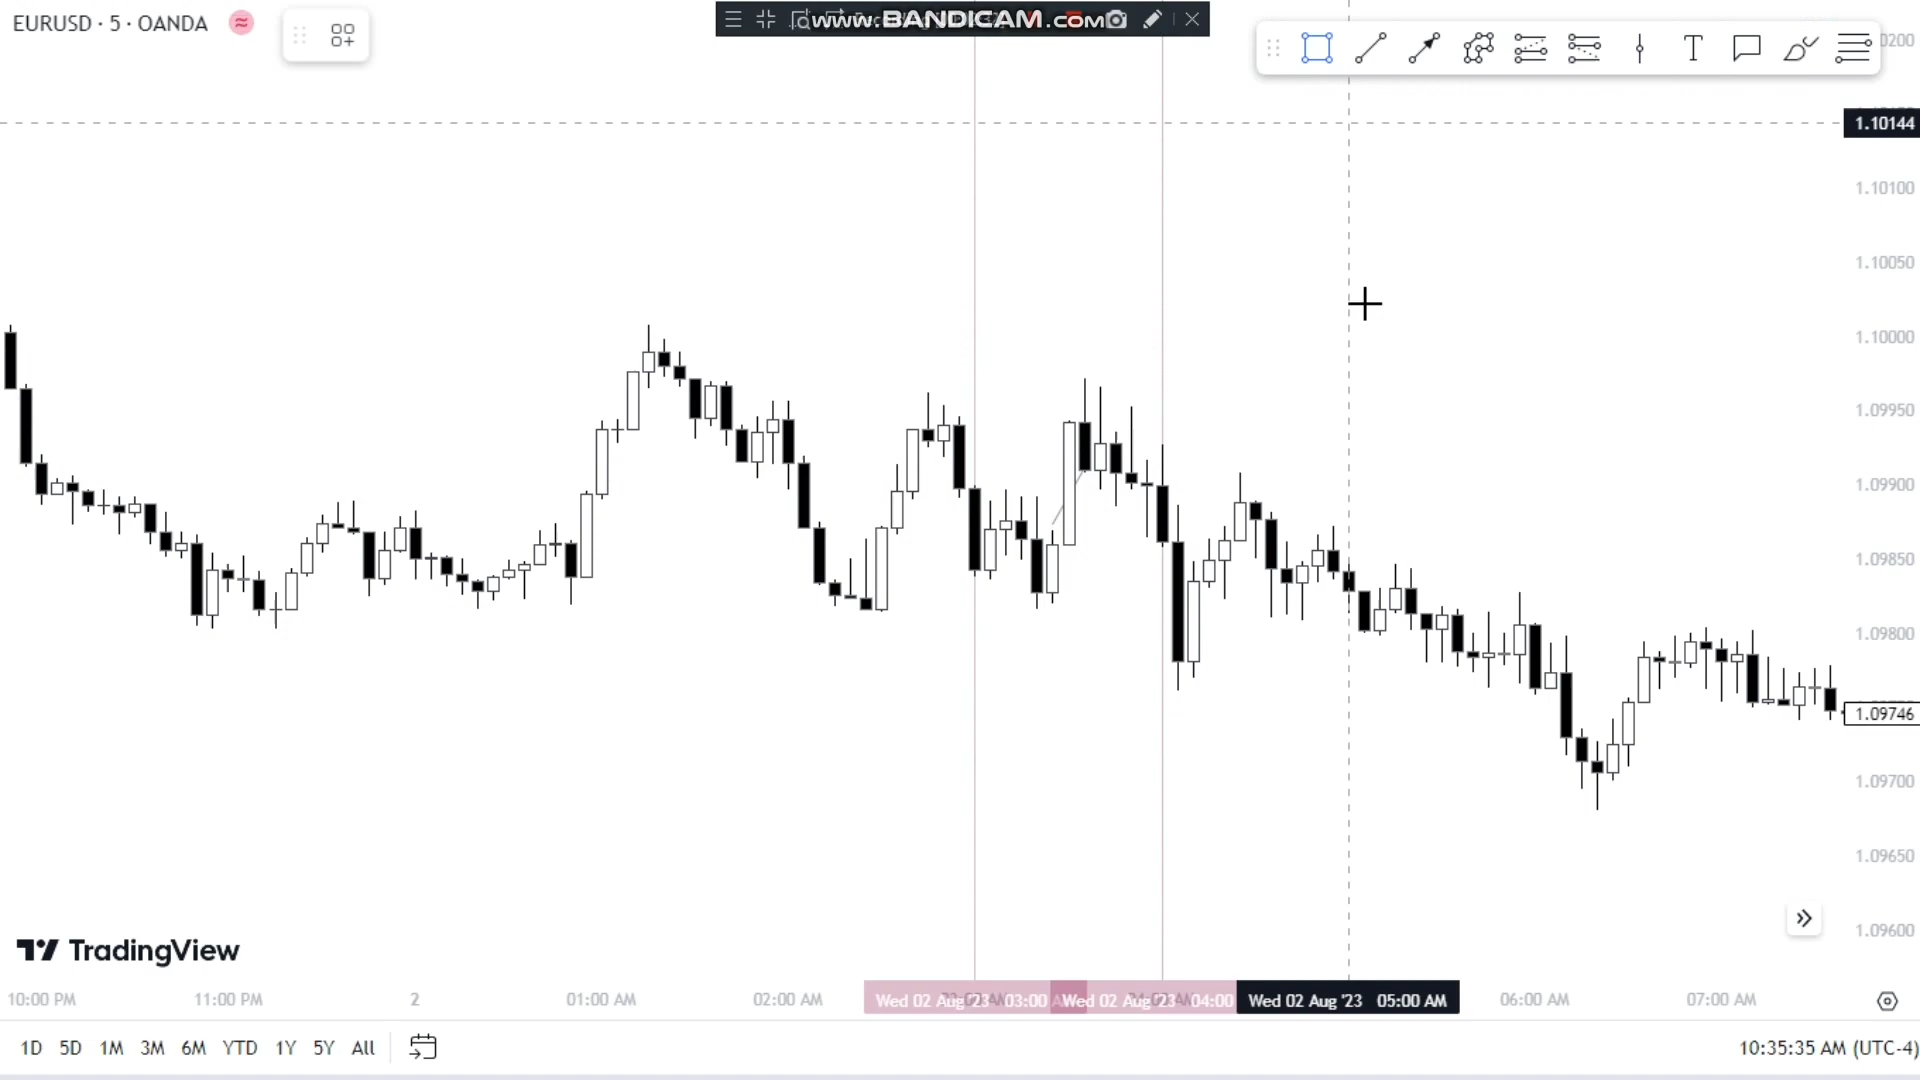 EURUSD · 5 · OANDA
www.BANDICAM.com
0200
1.10144
1.10100
1.10050
1.10000
1.09950
1.09900
1.09850
1.09800
1.09746
1.09700
1.09650
1.09600
TradingView
10:00 PM 11:00 PM 2 01:00 AM 02:00 AM Wed 02 Aug '23 03:00 Wed 02 Aug '23 04:00 Wed 02 Aug '23 05:00 AM 06:00 AM 07:00 AM
1D 5D 1M 3M 6M YTD 1Y 5Y All 10:35:35 AM (UTC-4)